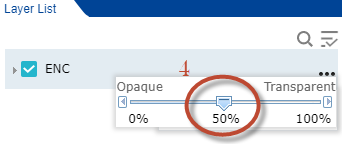 Layer List
ENC 4
Opaque Transparent
0% 50% 100%